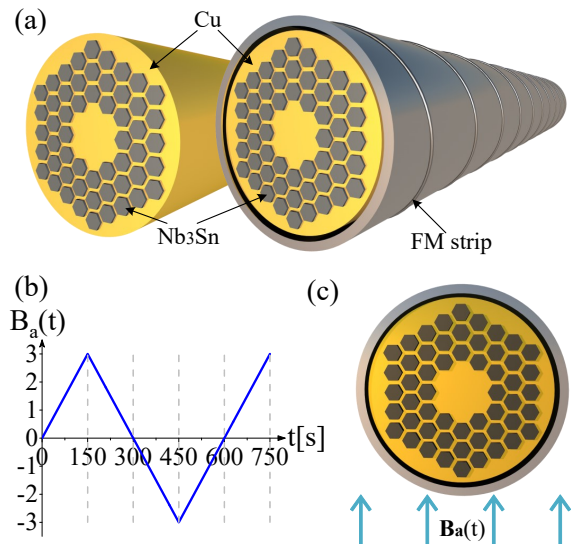 (a)
Cu
Nb3Sn
FM strip
(b)
Ba(t)
3
2
1
0
-1
-2
-3
0 150 300 450 600 750
t[s]
(c)
Ba(t)